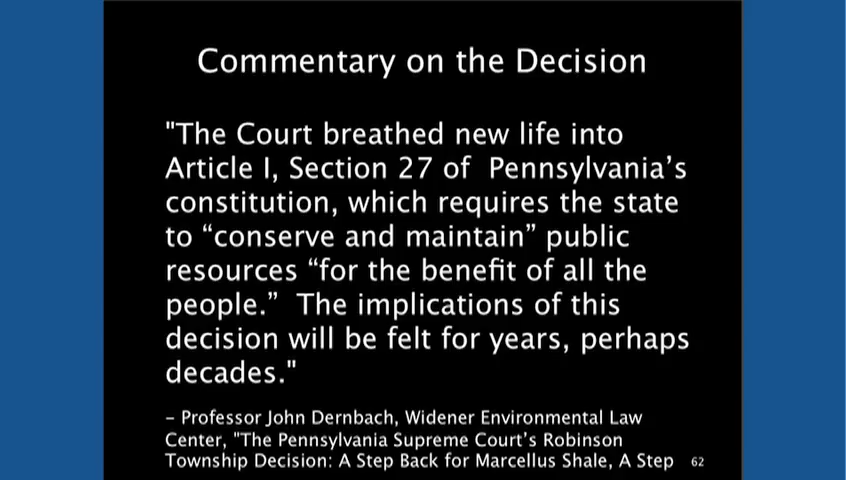 Commentary on the Decision
"The Court breathed new life into
Article I, Section 27 of  Pennsylvania’s
constitution, which requires the state
to “conserve and maintain” public
resources “for the benefit of all the
people.”  The implications of this
decision will be felt for years, perhaps
decades."
– Professor John Dernbach, Widener Environmental Law
Center, "The Pennsylvania Supreme Court’s Robinson
Township Decision: A Step Back for Marcellus Shale, A Step
62